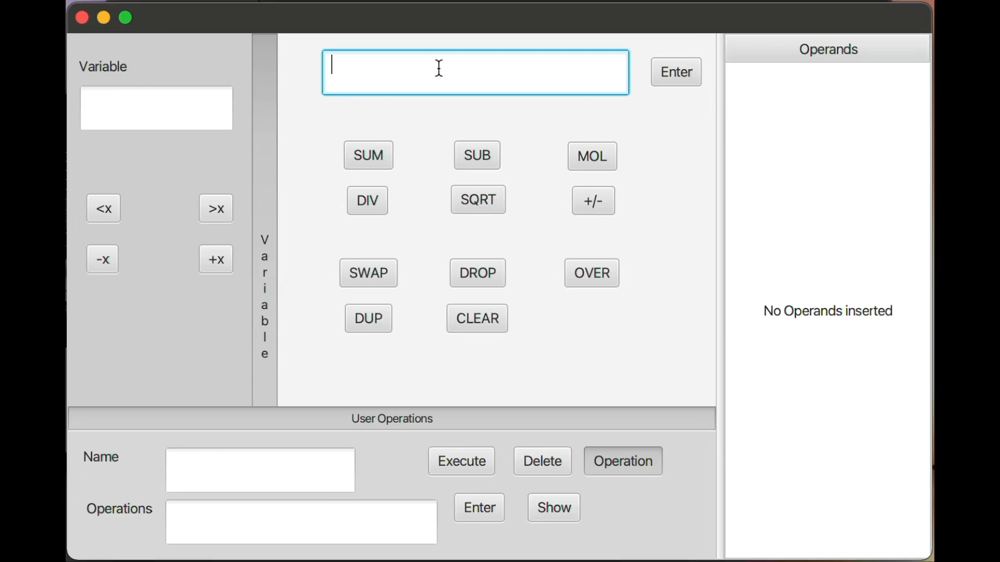 Variable
<x
>x
-x
+x
Variable
Enter
SUM
SUB
MOL
DIV
SQRT
+/-
SWAP
DROP
OVER
DUP
CLEAR
Operands
No Operands inserted
User Operations
Name
Execute
Delete
Operation
Operations
Enter
Show